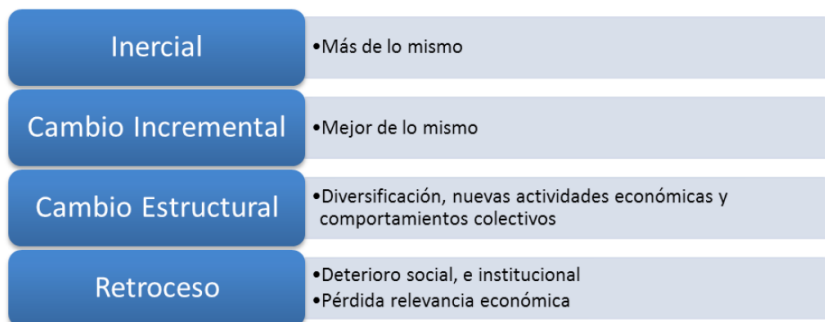 Inercial
•Más de lo mismo
Cambio Incremental
•Mejor de lo mismo
Cambio Estructural
•Diversificación, nuevas actividades económicas y
comportamientos colectivos
Retroceso
•Deterioro social, e institucional
•Pérdida relevancia económica